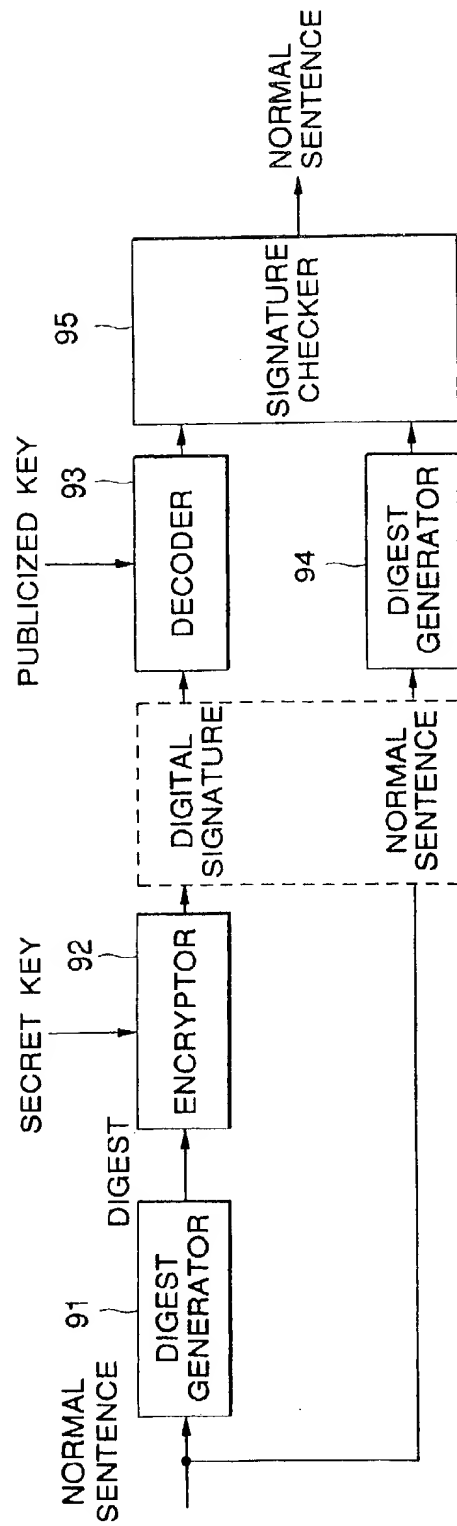 NORMAL
SENTENCE
91
DIGEST
GENERATOR
DIGEST
SECRET KEY
92
ENCRYPTOR
DIGITAL
SIGNATURE
NORMAL
SENTENCE
PUBLICIZED KEY
93
DECODER
94
DIGEST
GENERATOR
95
SIGNATURE
CHECKER
NORMAL
SENTENCE